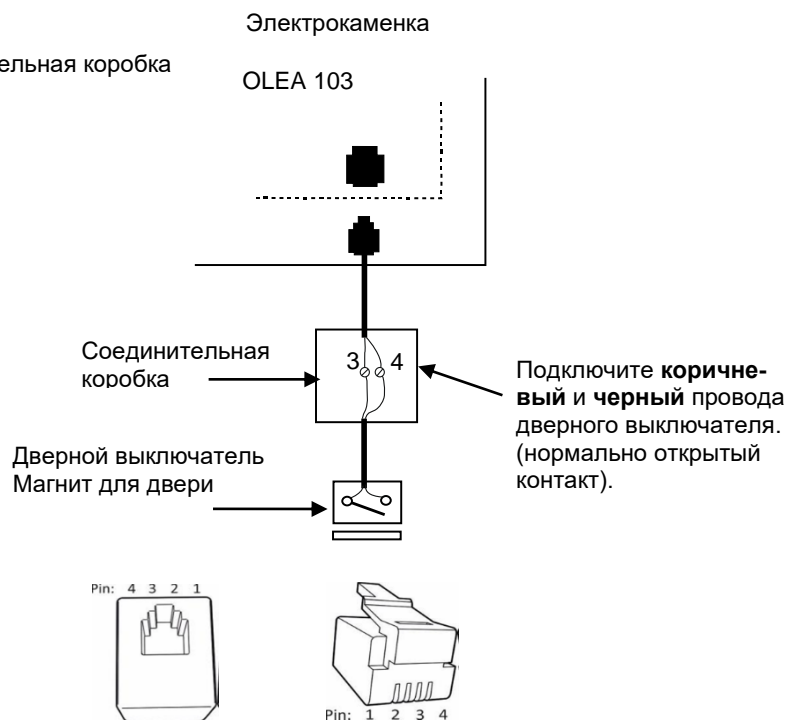 Электрокаменка
коробка
OLEA 103
3 4
Соединительная
коробка
Подключите коричне-
вый и черный провода
дверного выключателя.
(нормально открытый
контакт).
Дверной выключатель
Магнит для двери
Pin: 4 3 2 1
Pin: 1 2 3 4